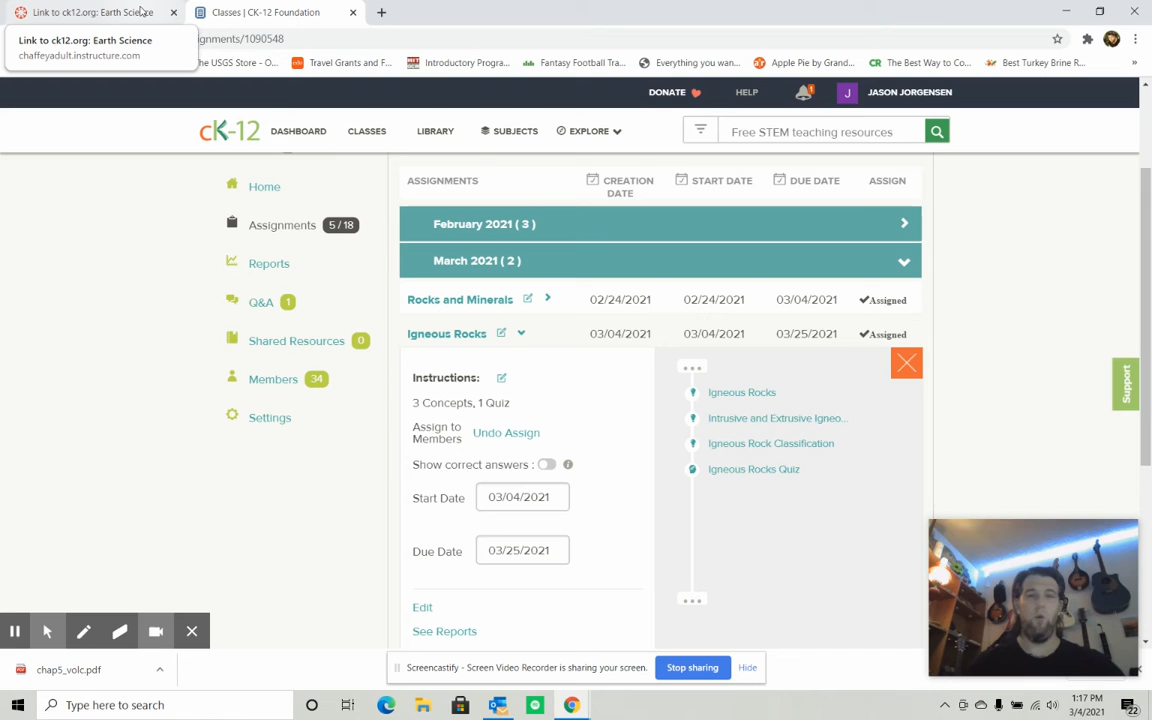 Link to ck12.org: Earth Science
Classes | CK-12 Foundation
Link to ck12.org: Earth Science
chaffeyadult.instructure.com
ignments/1090548
he USGS Store - O...
Travel Grants and F...
Introductory Progra...
Fantasy Football Tra...
Everything you wan...
Apple Pie by Grand...
CR The Best Way to Co...
Best Turkey Brine R...
DONATE
HELP
1
J
JASON JORGENSEN
cK-12
DASHBOARD
CLASSES
LIBRARY
SUBJECTS
EXPLORE
Free STEM teaching resources
Home
Assignments 5 / 18
Reports
Q&A 1
Shared Resources 0
Members 34
Settings
ASSIGNMENTS
CREATION DATE
START DATE
DUE DATE
ASSIGN
February 2021 ( 3 )
March 2021 ( 2 )
Rocks and Minerals 02/24/2021 02/24/2021 03/04/2021 Assigned
Igneous Rocks 03/04/2021 03/04/2021 03/25/2021 Assigned
Instructions:
3 Concepts, 1 Quiz
Assign to Members Undo Assign
Show correct answers :
Start Date 03/04/2021
Due Date 03/25/2021
Edit
See Reports
Igneous Rocks
Intrusive and Extrusive Igneo...
Igneous Rock Classification
Igneous Rocks Quiz
Support
chap5_volc.pdf
Screencastify - Screen Video Recorder is sharing your screen.
Stop sharing
Hide
Type here to search
1:17 PM
3/4/2021
22